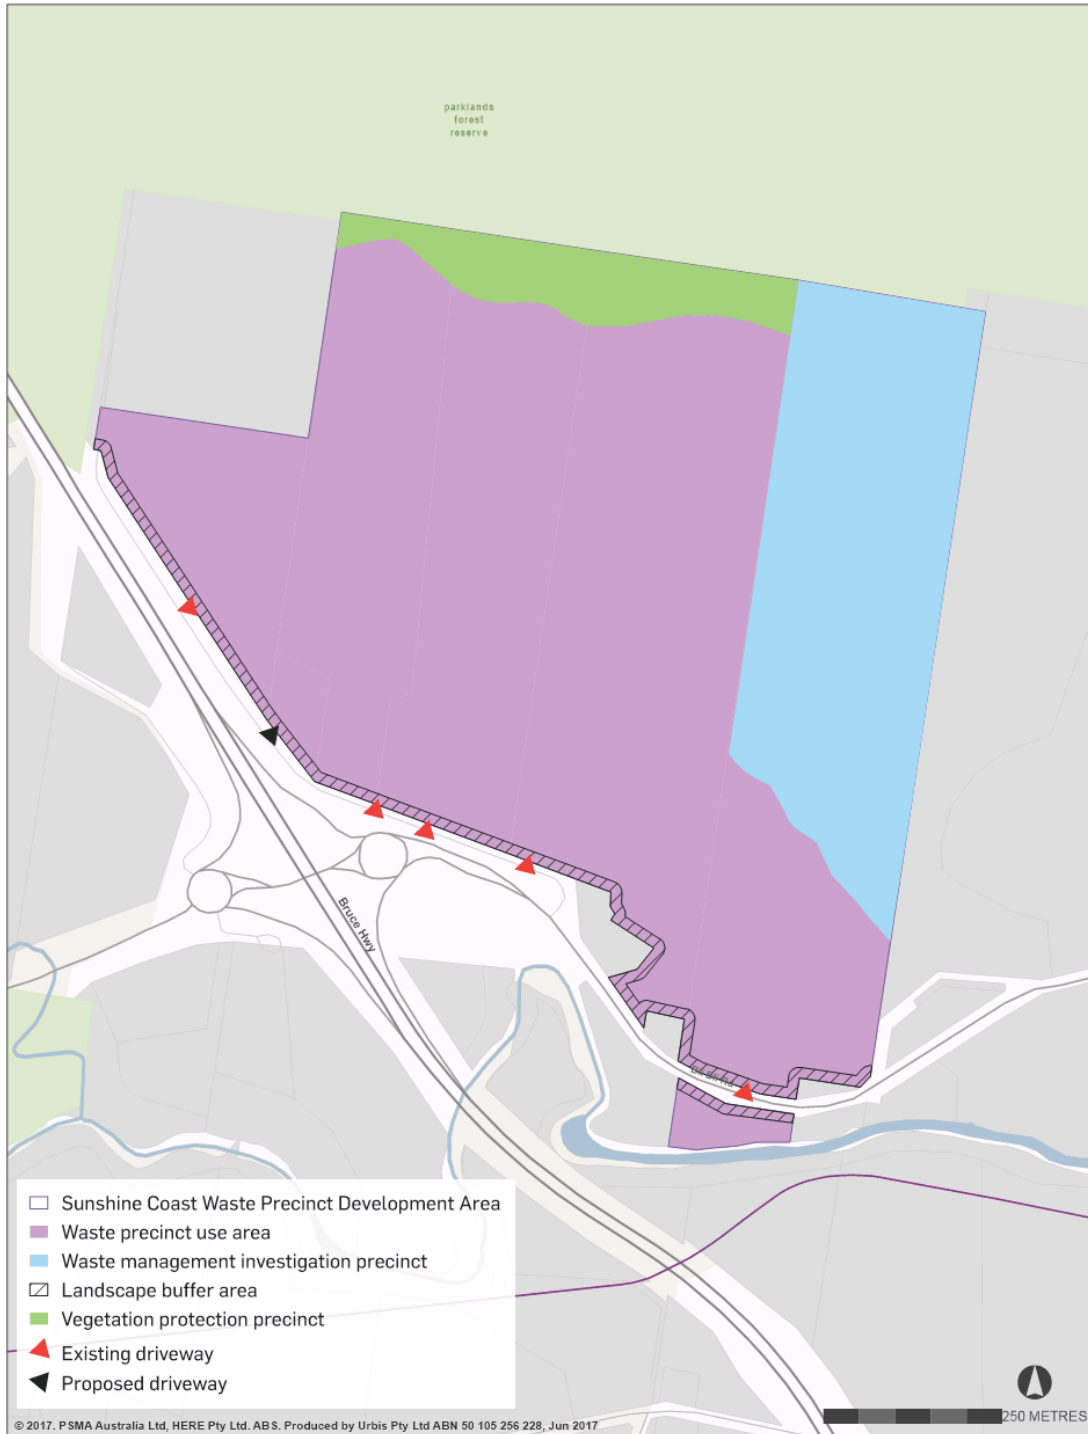 parklands
forest
reserve
Bruce Hwy
Sunshine Coast Waste Precinct Development Area
Waste precinct use area
Waste management investigation precinct
Landscape buffer area
Vegetation protection precinct
Existing driveway
Proposed driveway
250 METRES
© 2017. PSMA Australia Ltd, HERE Pty Ltd. ABS. Produced by Urbis Pty Ltd ABN 50 105 256 228, Jun 2017